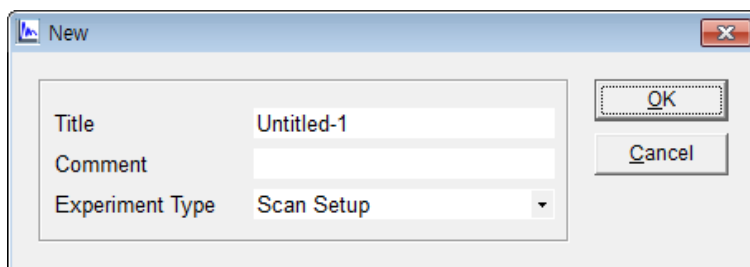 New
Title Untitled-1
OK
Comment
Cancel
Experiment Type Scan Setup